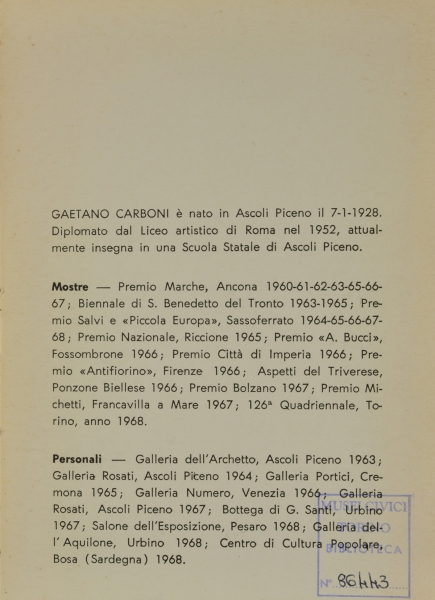 GAETANO CARBONI è nato in Ascoli Piceno il 7-1-1928.
Diplomato dal Liceo artistico di Roma nel 1952, attual-
mente insegna in una Scuola Statale di Ascoli Piceno.
Mostre — Premio Marche, Ancona 1960-61-62-63-65-66-
67; Biennale di S. Benedetto del Tronto 1963-1965; Pre-
mio Salvi e «Piccola Europa», Sassoferrato 1964-65-66-67-
68; Premio Nazionale, Riccione 1965; Premio «A. Bucci»,
Fossombrone 1966; Premio Città di Imperia 1966; Pre-
mio «Antifiorino», Firenze 1966; Aspetti del Triverese,
Ponzone Biellese 1966; Premio Bolzano 1967; Premio Mi-
chetti, Francavilla a Mare 1967; 126ª Quadriennale, To-
rino, anno 1968.
Personali — Galleria dell'Archetto, Ascoli Piceno 1963;
Galleria Rosati, Ascoli Piceno 1964; Galleria Portici, Cre-
mona 1965; Galleria Numero, Venezia 1966; Galleria
Rosati, Ascoli Piceno 1967; Bottega di G. Santi, Urbino
1967; Salone dell'Esposizione, Pesaro 1968; Galleria del-
l'Aquilone, Urbino 1968; Centro di Cultura Popolare,
Bosa (Sardegna) 1968.
MUSEI CIVICI
TORINO
BIBLIOTECA
N° 86443